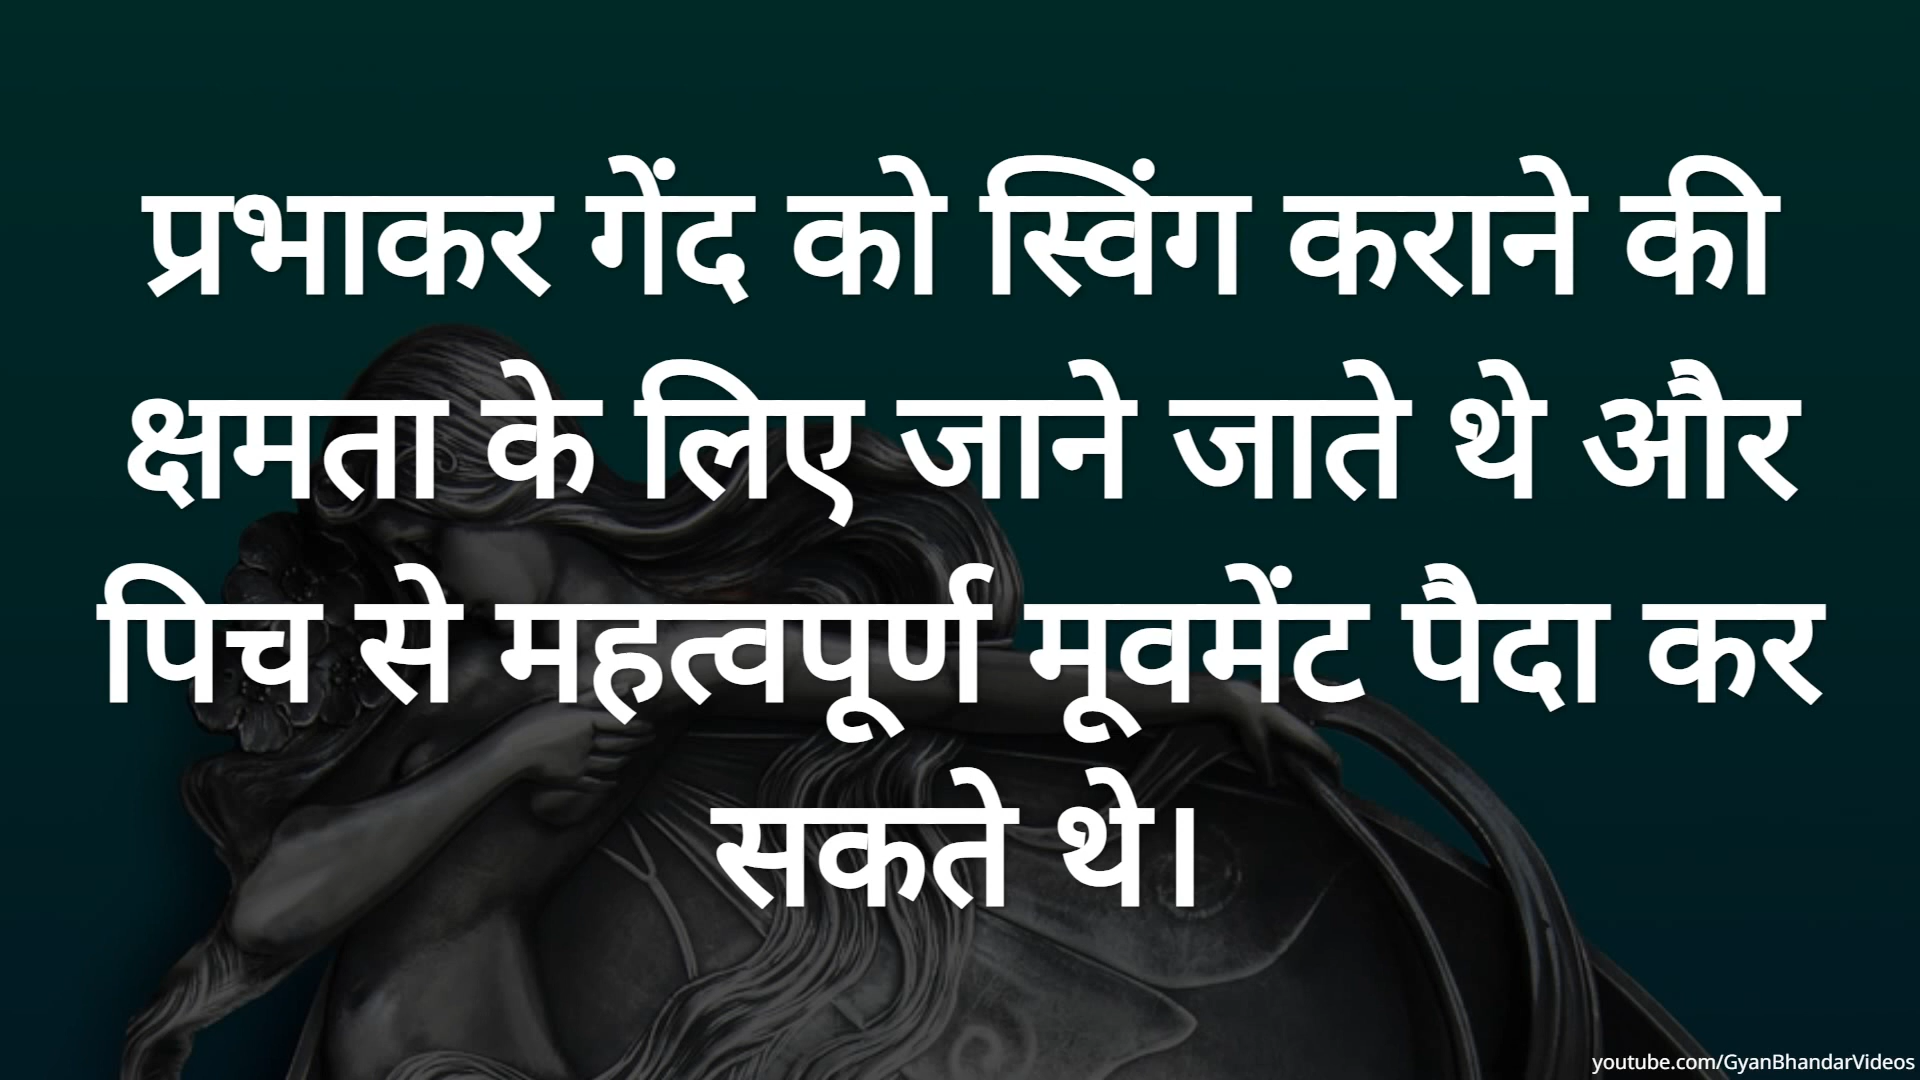 प्रभाकर गेंद को स्विंग कराने की
क्षमता के लिए जाने जाते थे और
पिच से महत्वपूर्ण मूवमेंट पैदा कर
सकते थे।
youtube.com/GyanBhandarVideos